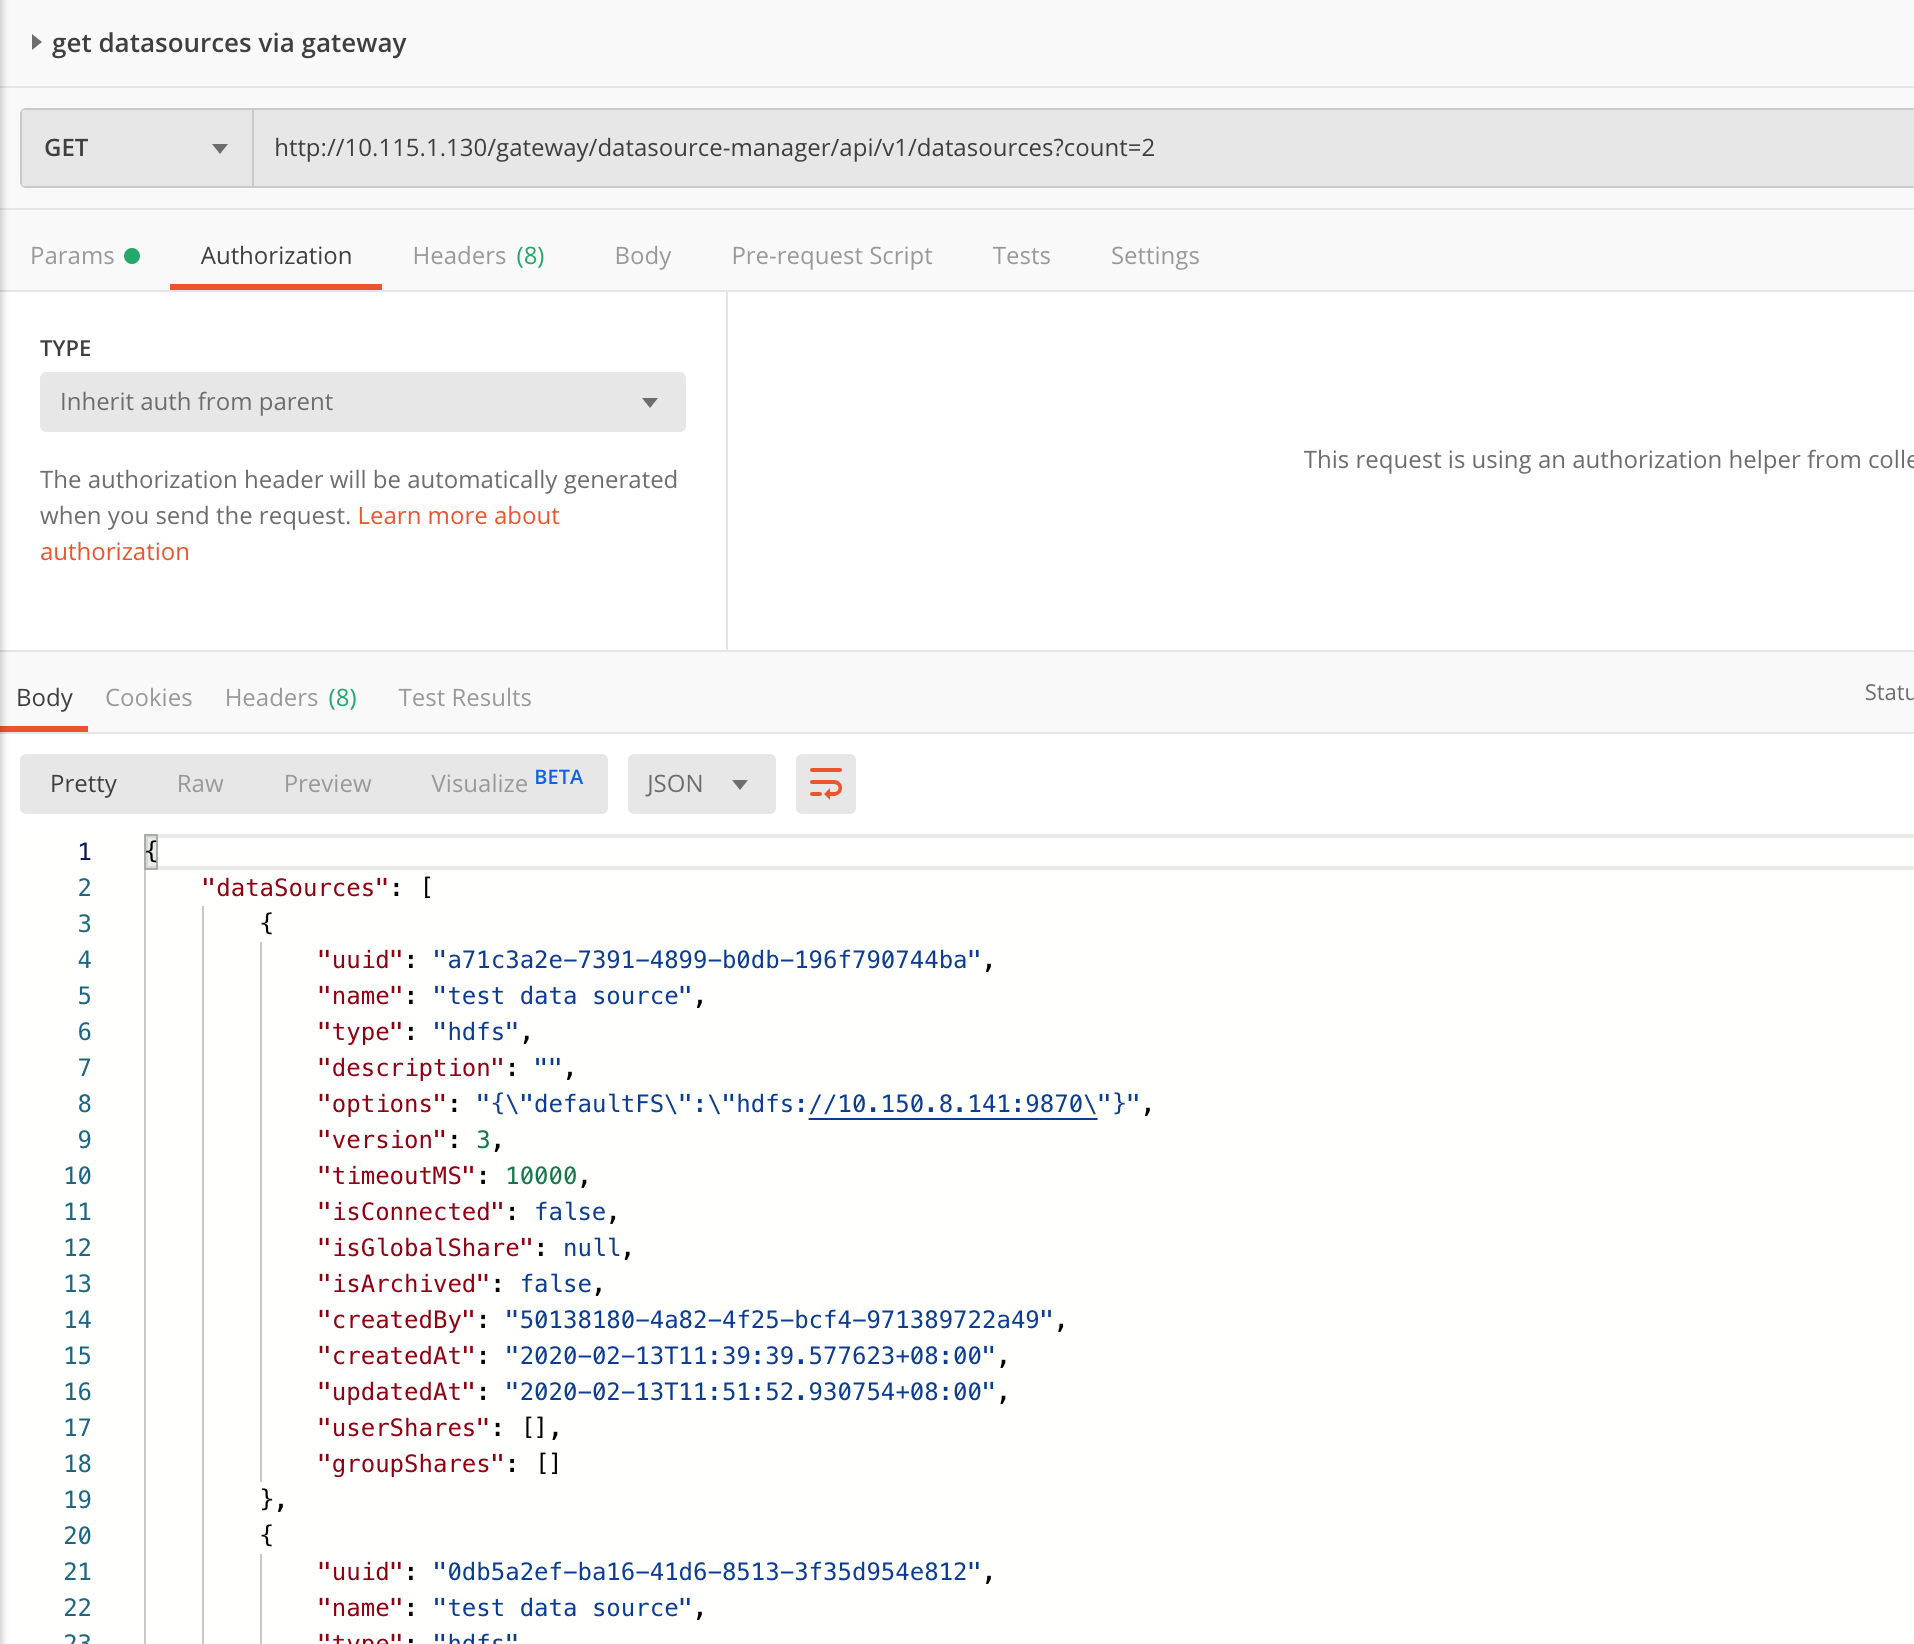 get datasources via gateway
GET http://10.115.1.130/gateway/datasource-manager/api/v1/datasources?count=2
Params Authorization Headers (8) Body Pre-request Script Tests Settings
TYPE
Inherit auth from parent
The authorization header will be automatically generated
when you send the request. Learn more about
authorization
This request is using an authorization helper from colle
Body Cookies Headers (8) Test Results Statu
Pretty Raw Preview Visualize BETA JSON
1 {
2 "dataSources": [
3 {
4 "uuid": "a71c3a2e-7391-4899-b0db-196f790744ba",
5 "name": "test data source",
6 "type": "hdfs",
7 "description": "",
8 "options": "{\"defaultFS\":\"hdfs://10.150.8.141:9870\"}",
9 "version": 3,
10 "timeoutMS": 10000,
11 "isConnected": false,
12 "isGlobalShare": null,
13 "isArchived": false,
14 "createdBy": "50138180-4a82-4f25-bcf4-971389722a49",
15 "createdAt": "2020-02-13T11:39:39.577623+08:00",
16 "updatedAt": "2020-02-13T11:51:52.930754+08:00",
17 "userShares": [],
18 "groupShares": []
19 },
20 {
21 "uuid": "0db5a2ef-ba16-41d6-8513-3f35d954e812",
22 "name": "test data source",
23 "type": "hdfs"